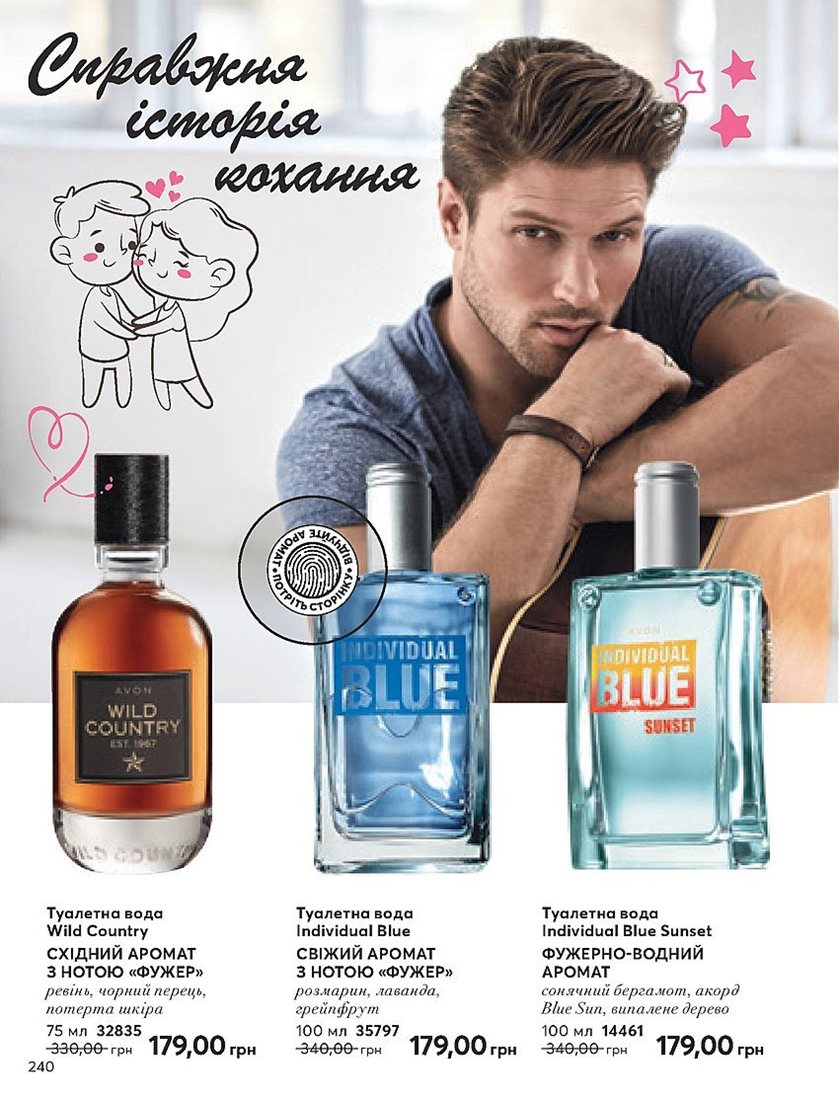 Справжня
історія
кохання
ВІДЧУЙТЕ АРОМАТ • ПОТРІТЬ СТОРІНКУ •
AVON
WILD
COUNTRY
EST. 1967
WILD COUNTRY
INDIVIDUAL
BLUE
AVON
INDIVIDUAL
BLUE
SUNSET
Туалетна вода
Wild Country
СХІДНИЙ АРОМАТ
З НОТОЮ «ФУЖЕР»
ревінь, чорний перець,
потерта шкіра
75 мл 32835
330,00 грн 179,00 грн
Туалетна вода
Individual Blue
СВІЖИЙ АРОМАТ
З НОТОЮ «ФУЖЕР»
розмарин, лаванда,
грейпфрут
100 мл 35797
340,00 грн 179,00 грн
Туалетна вода
Individual Blue Sunset
ФУЖЕРНО-ВОДНИЙ
АРОМАТ
сонячний бергамот, акорд
Blue Sun, випалене дерево
100 мл 14461
340,00 грн 179,00 грн
240